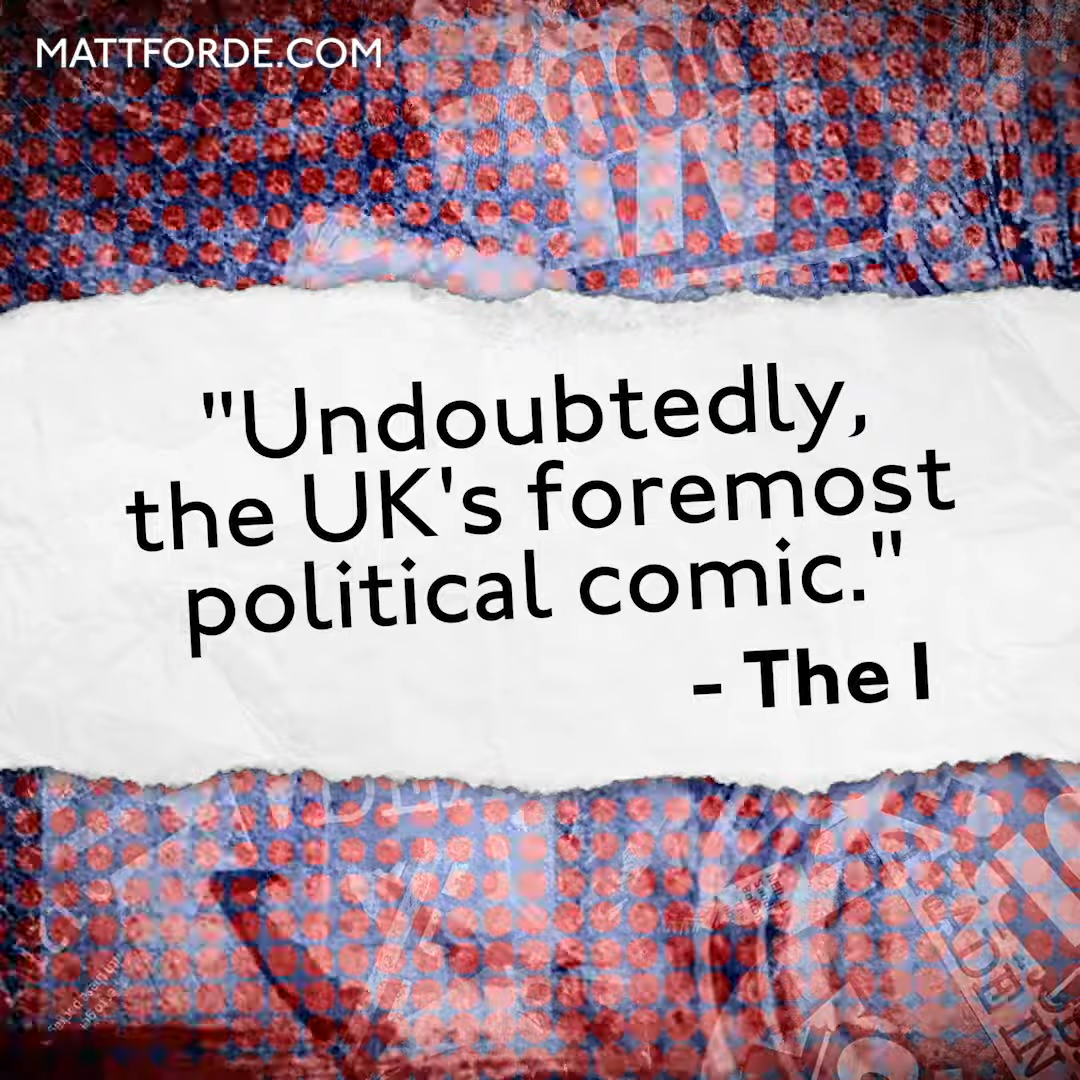 MATTFORDE.COM
"Undoubtedly,
the UK's foremost
political comic."
- The I